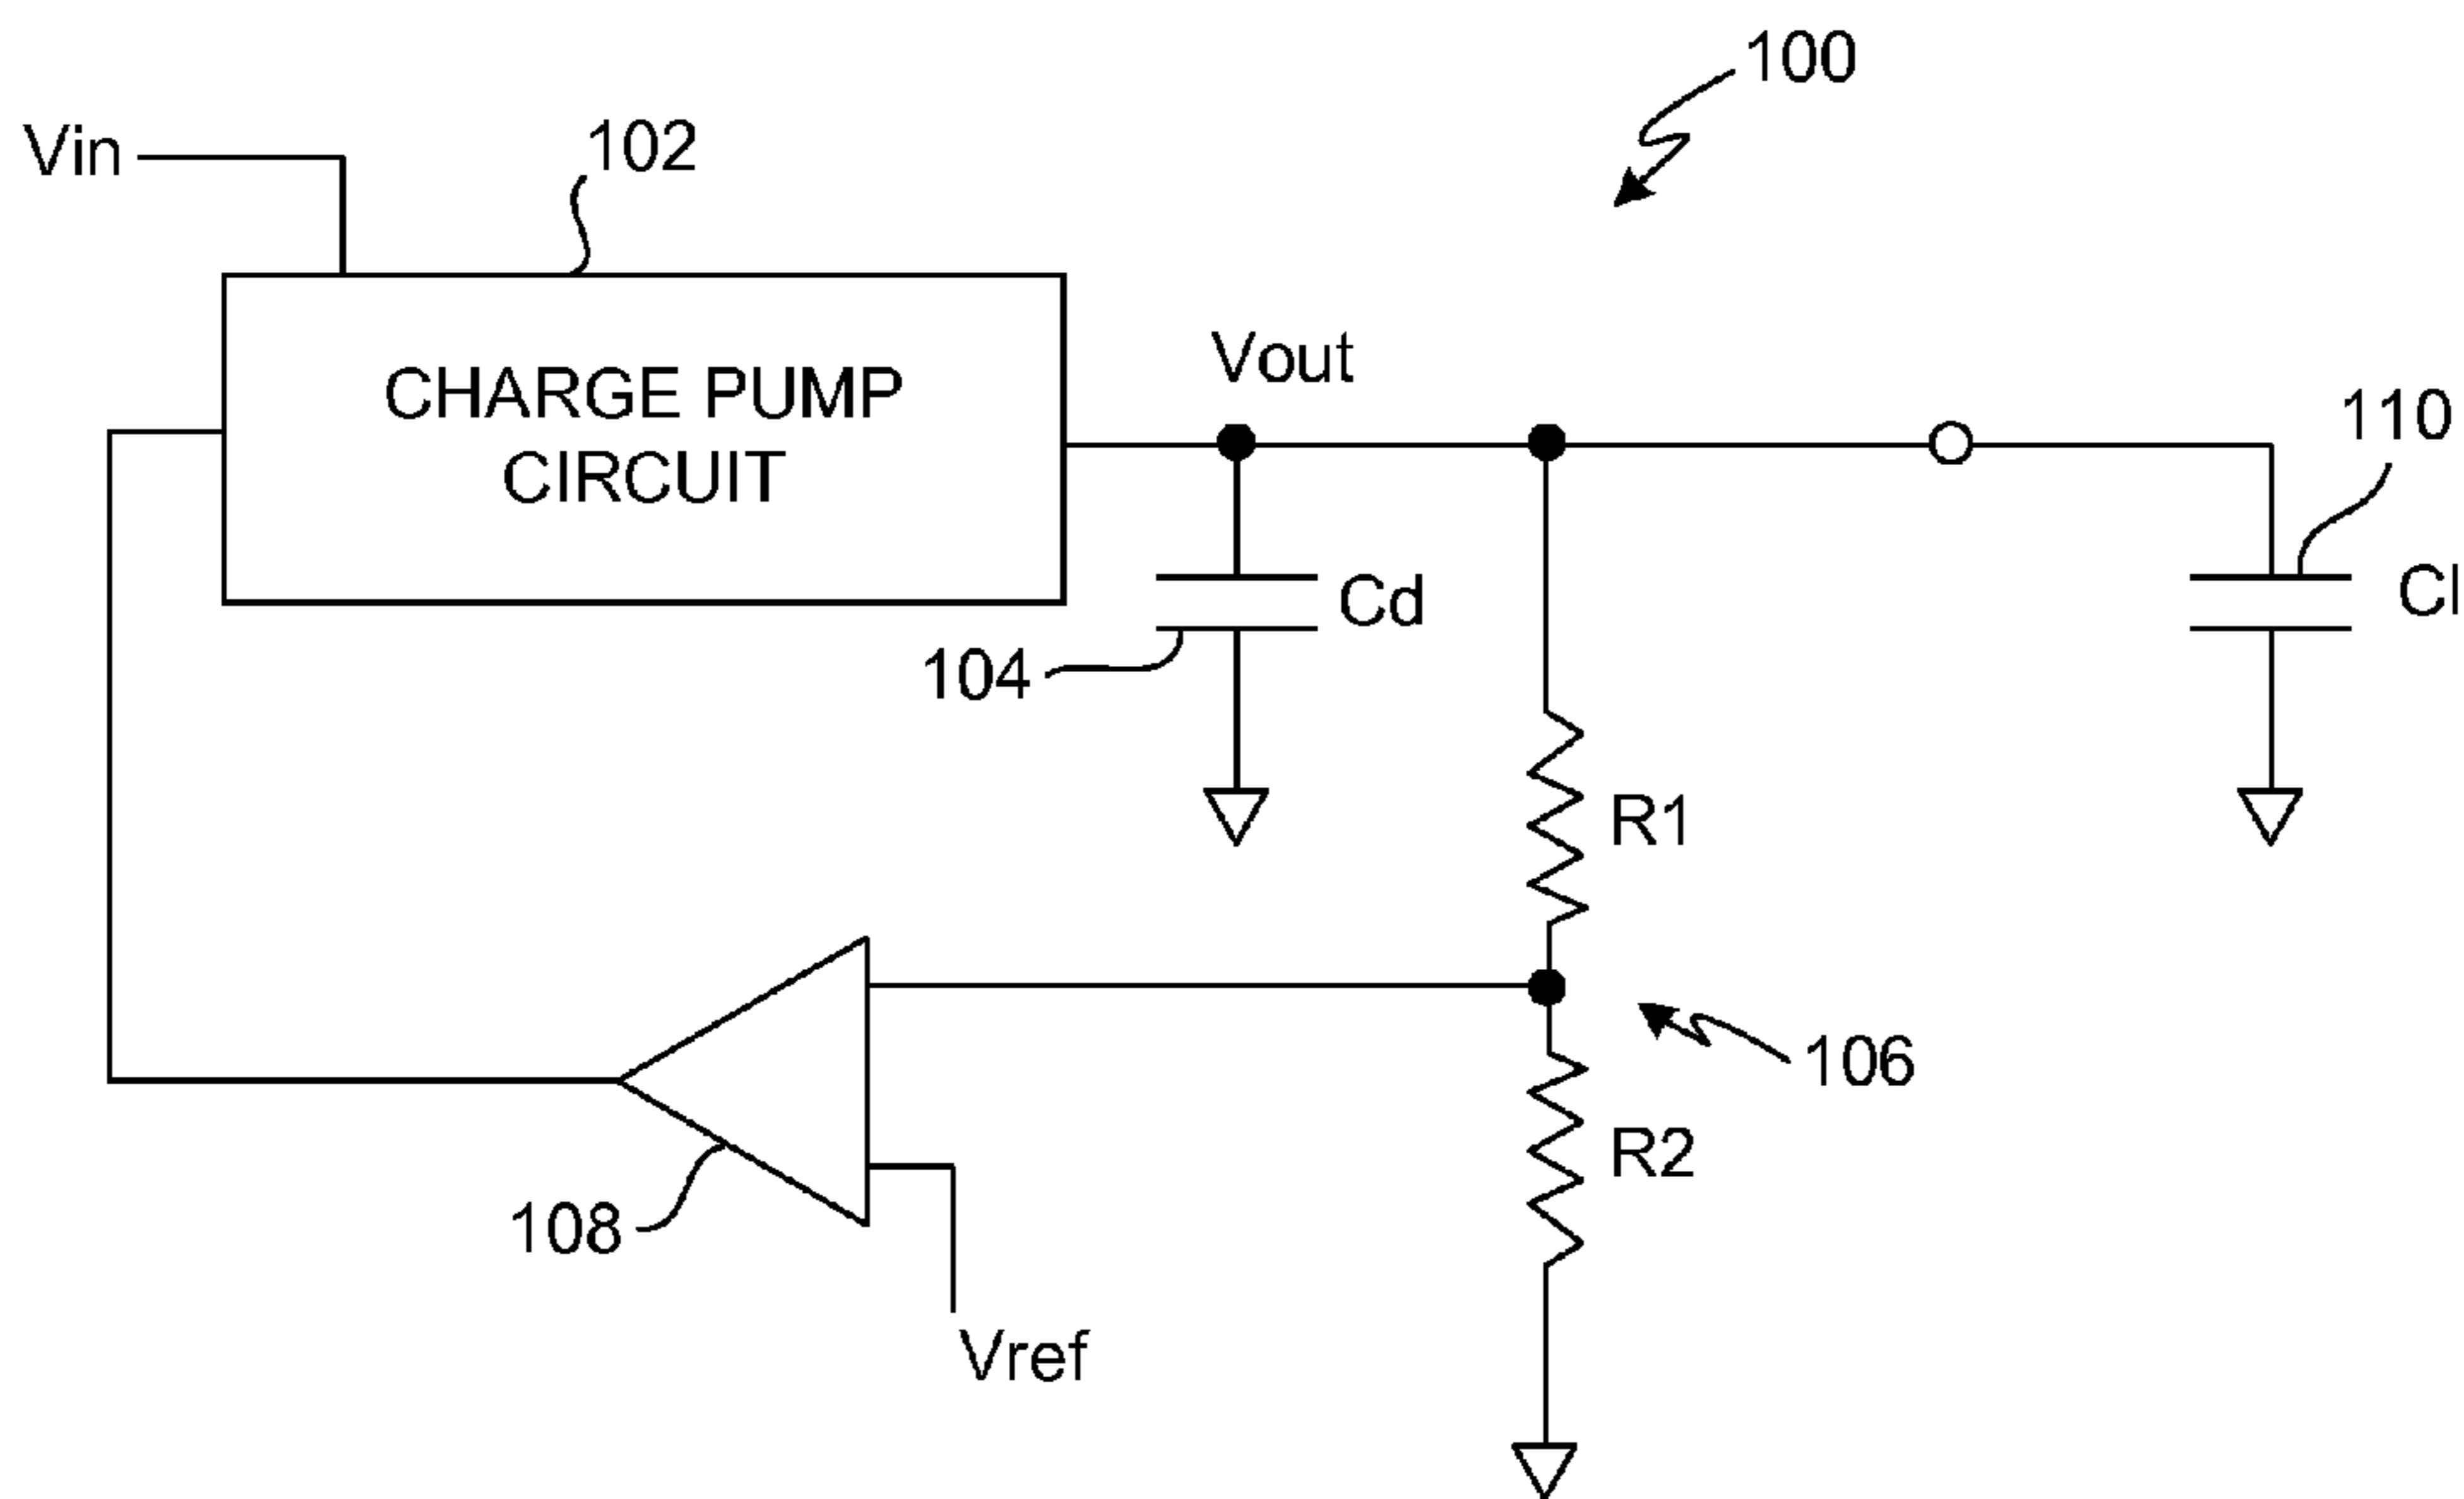 100
Vin
102
CHARGE PUMP
CIRCUIT
Vout
110
Cd
Cl
104
R1
106
R2
108
Vref